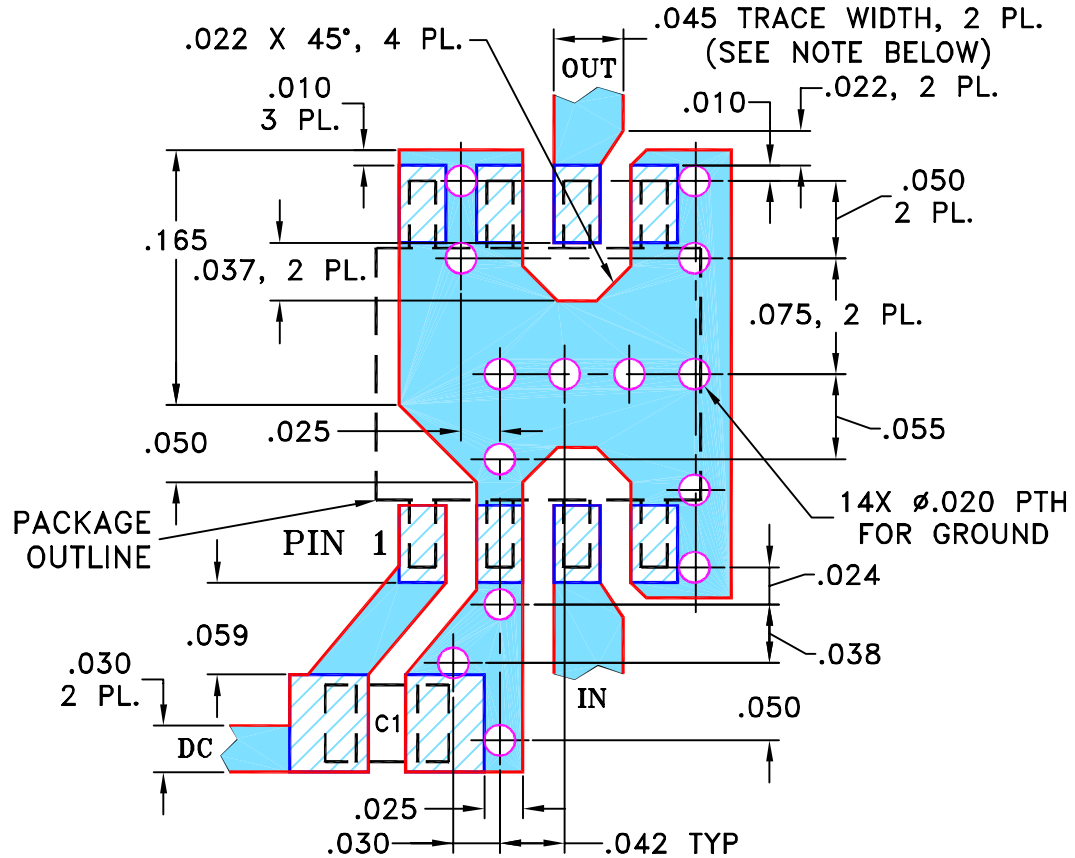 .045 TRACE WIDTH, 2 PL.
(SEE NOTE BELOW)
.022 X 45°, 4 PL.
OUT
.022, 2 PL.
.010
3 PL.
.010
.050
2 PL.
.165
.037, 2 PL.
.075, 2 PL.
.025
.050
.055
PACKAGE
OUTLINE
PIN 1
14X ø.020 PTH
FOR GROUND
.024
.059
.038
.030
2 PL.
IN
.050
DC
C1
.025
.030
.042 TYP